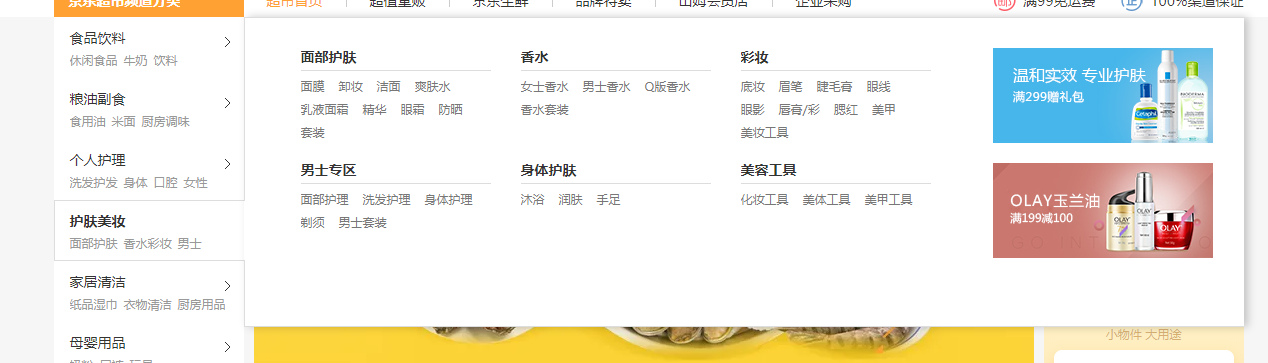 京东超市频道分类
超市首页
超值量贩
京东生鲜
品牌特卖
山姆会员店
企业采购
邮 满99免运费
正 100%渠道保证
食品饮料
休闲食品 牛奶 饮料
粮油副食
食用油 米面 厨房调味
个人护理
洗发护发 身体 口腔 女性
护肤美妆
面部护肤 香水彩妆 男士
家居清洁
纸品湿巾 衣物清洁 厨房用品
母婴用品
面部护肤
面膜 卸妆 洁面 爽肤水
乳液面霜 精华 眼霜 防晒
套装
香水
女士香水 男士香水 Q版香水
香水套装
彩妆
底妆 眉笔 睫毛膏 眼线
眼影 唇膏/彩 腮红 美甲
美妆工具
男士专区
面部护理 洗发护理 身体护理
剃须 男士套装
身体护肤
沐浴 润肤 手足
美容工具
化妆工具 美体工具 美甲工具
温和实效 专业护肤
满299赠礼包
Cetaphil
BIODERMA
OLAY玉兰油
满199减100
OLAY
OLAY
小物件 大用途